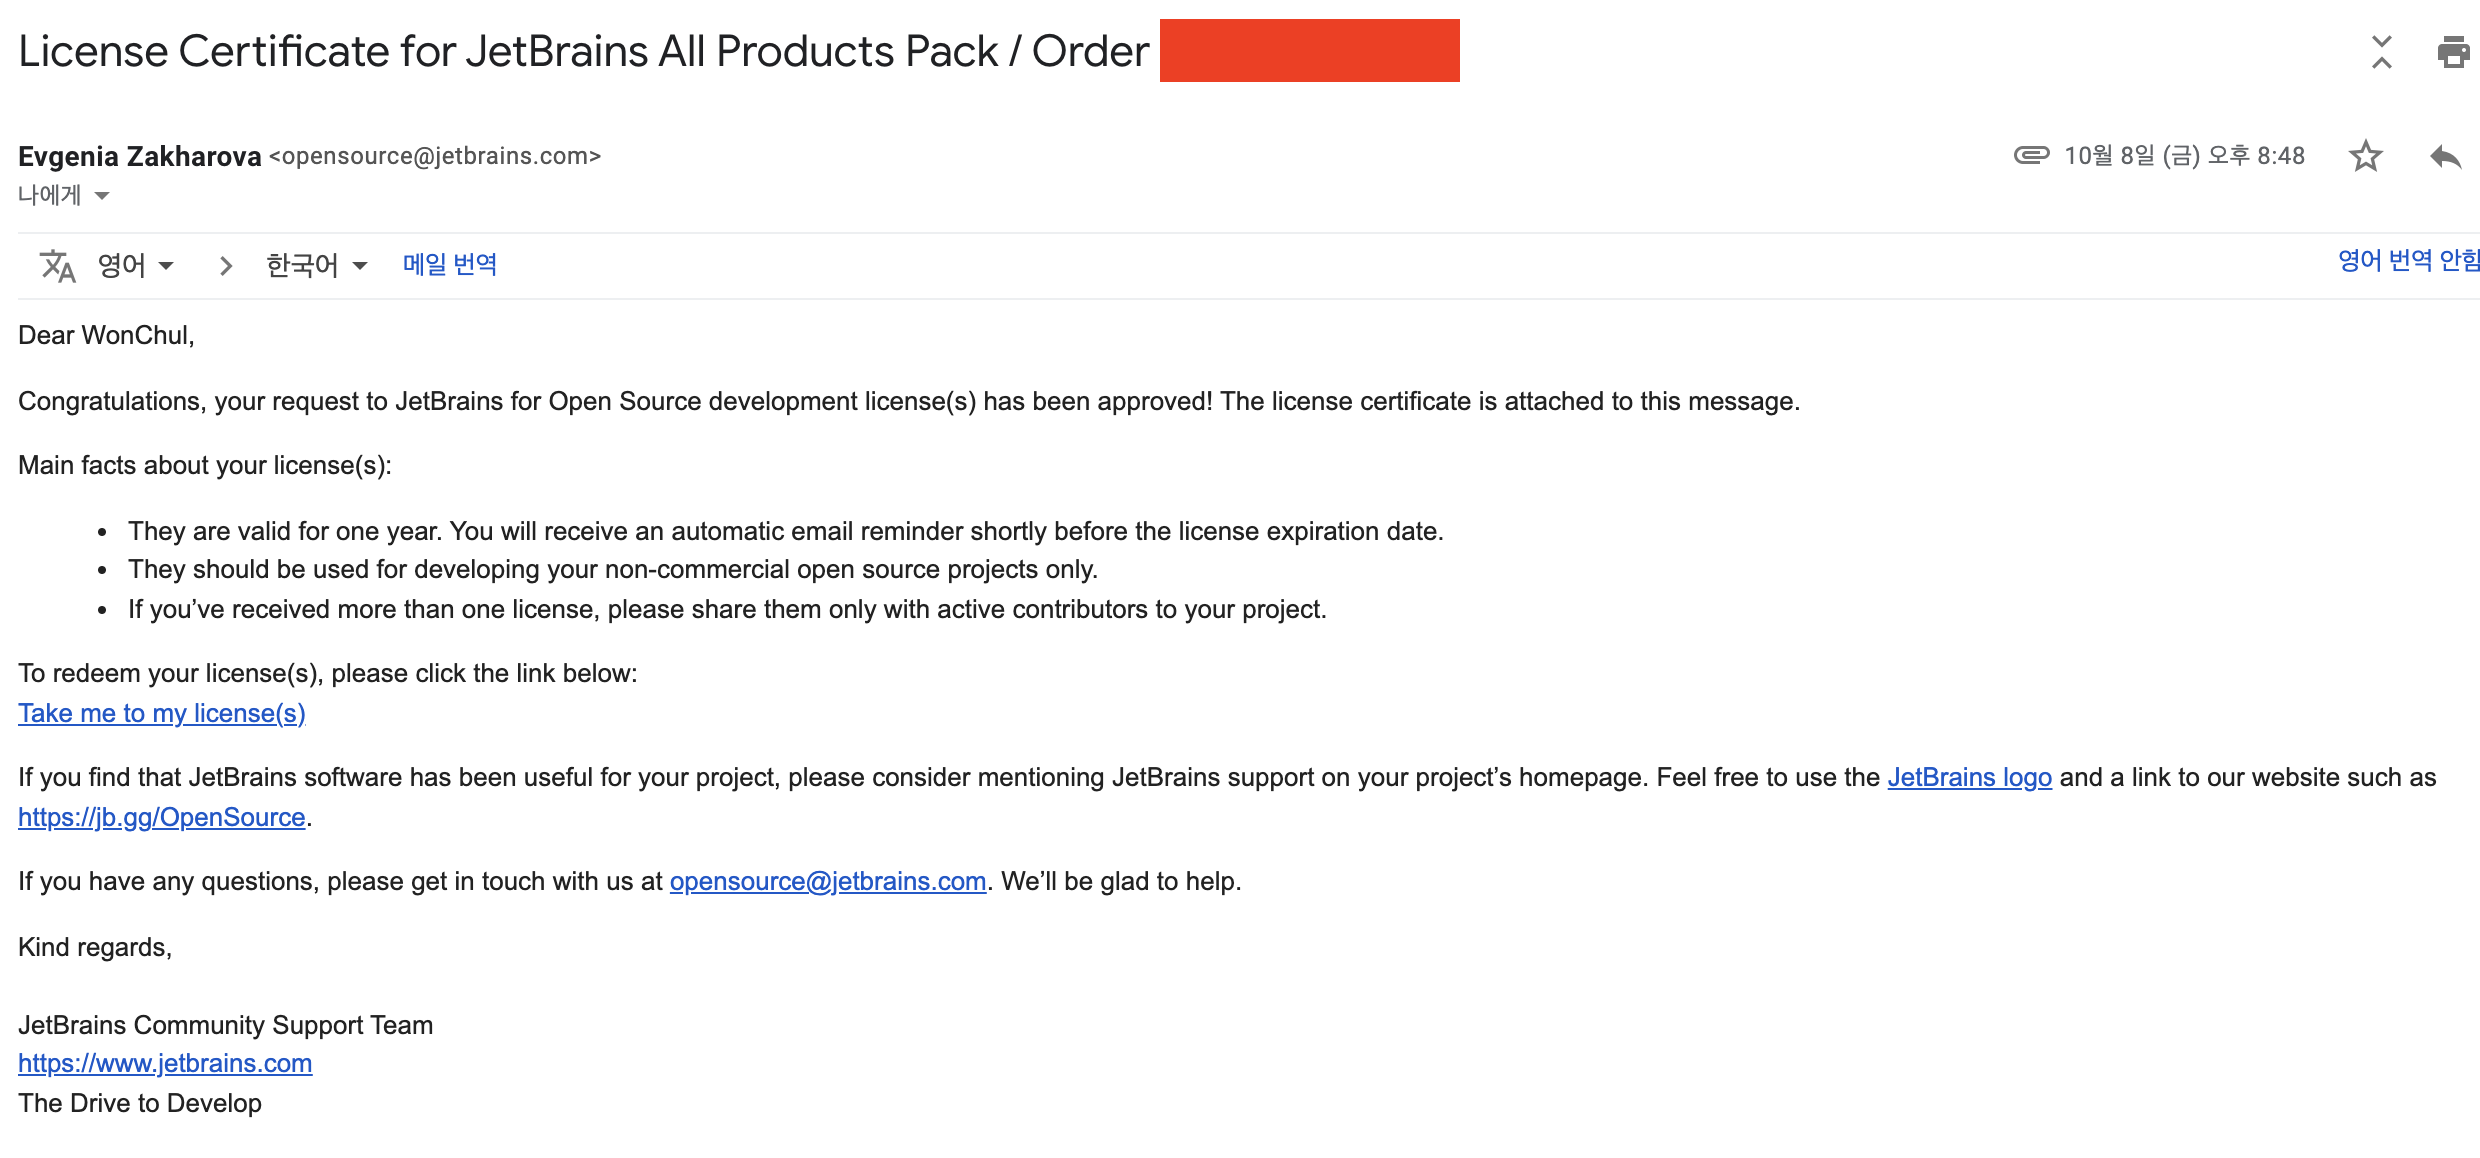 License Certificate for JetBrains All Products Pack / Order
Evgenia Zakharova <opensource@jetbrains.com>
10월 8일 (금) 오후 8:48
나에게
영어 한국어 메일 번역
영어 번역 안함
Dear WonChul,
Congratulations, your request to JetBrains for Open Source development license(s) has been approved! The license certificate is attached to this message.
Main facts about your license(s):
• They are valid for one year. You will receive an automatic email reminder shortly before the license expiration date.
• They should be used for developing your non-commercial open source projects only.
• If you’ve received more than one license, please share them only with active contributors to your project.
To redeem your license(s), please click the link below:
Take me to my license(s)
If you find that JetBrains software has been useful for your project, please consider mentioning JetBrains support on your project’s homepage. Feel free to use the JetBrains logo and a link to our website such as
https://jb.gg/OpenSource.
If you have any questions, please get in touch with us at opensource@jetbrains.com. We’ll be glad to help.
Kind regards,
JetBrains Community Support Team
https://www.jetbrains.com
The Drive to Develop